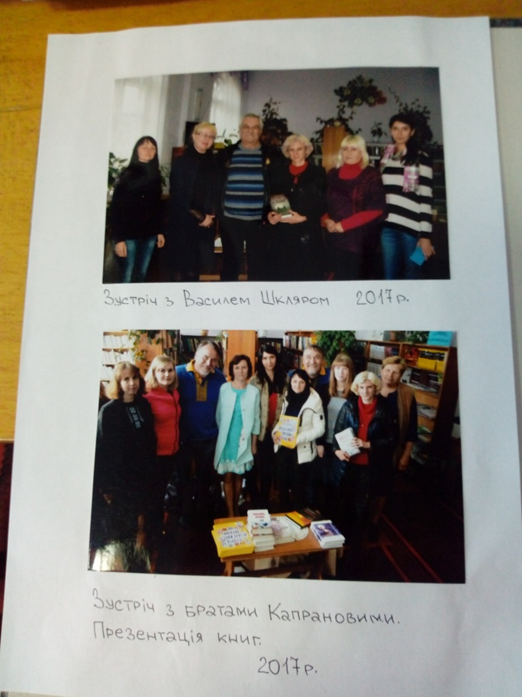 Зустріч з Василем Шкляром 2017р.
Зустріч з братами Капрановими.
Презентація книг.
2017р.